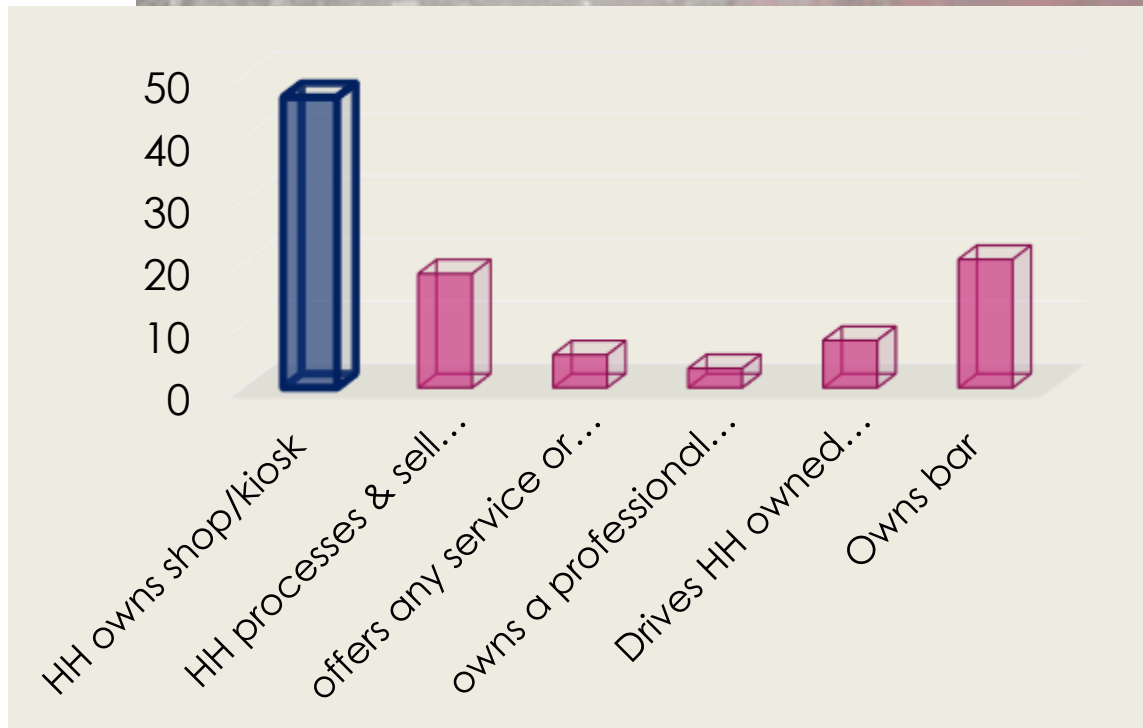 50
40
30
20
10
0
HH owns shop/kiosk
HH processes & sell...
offers any service or...
owns a professional...
Drives HH owned...
Owns bar